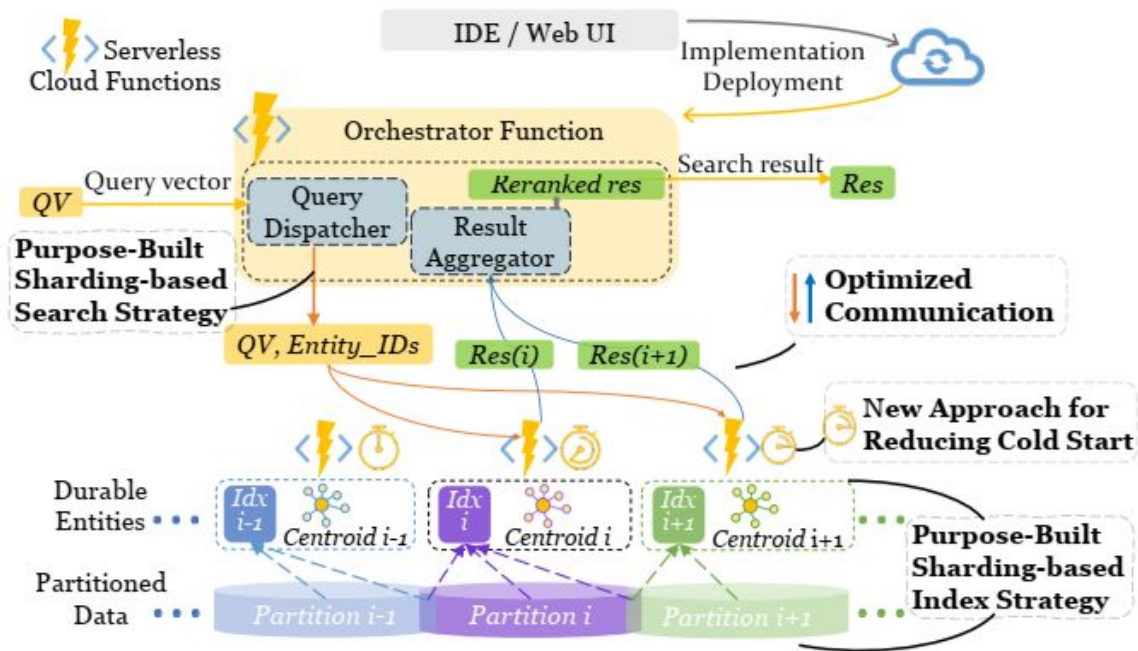 IDE / Web UI
Serverless
Cloud Functions
Implementation
Deployment
Orchestrator Function
Query vector
QV
Query
Dispatcher
Result
Aggregator
Reranked res
Search result
Res
Purpose-Built
Sharding-based
Search Strategy
Optimized
Communication
QV, Entity_IDs
Res(i)
Res(i+1)
New Approach for
Reducing Cold Start
Durable
Entities
Idx
i-1
Centroid i-1
Idx
i
Centroid i
Idx
i+1
Centroid i+1
Purpose-Built
Sharding-based
Index Strategy
Partitioned
Data
Partition i-1
Partition i
Partition i+1